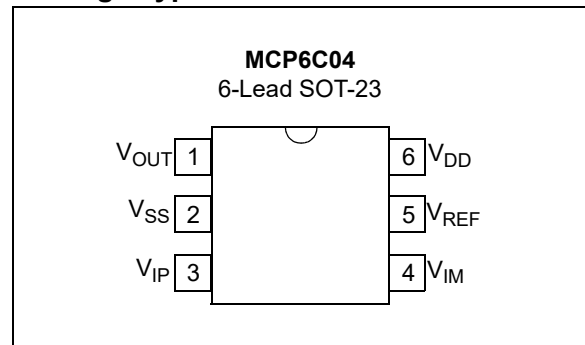 MCP6C04
6-Lead SOT-23
VOUT 1
6 VDD
VSS 2
5 VREF
VIP 3
4 VIM